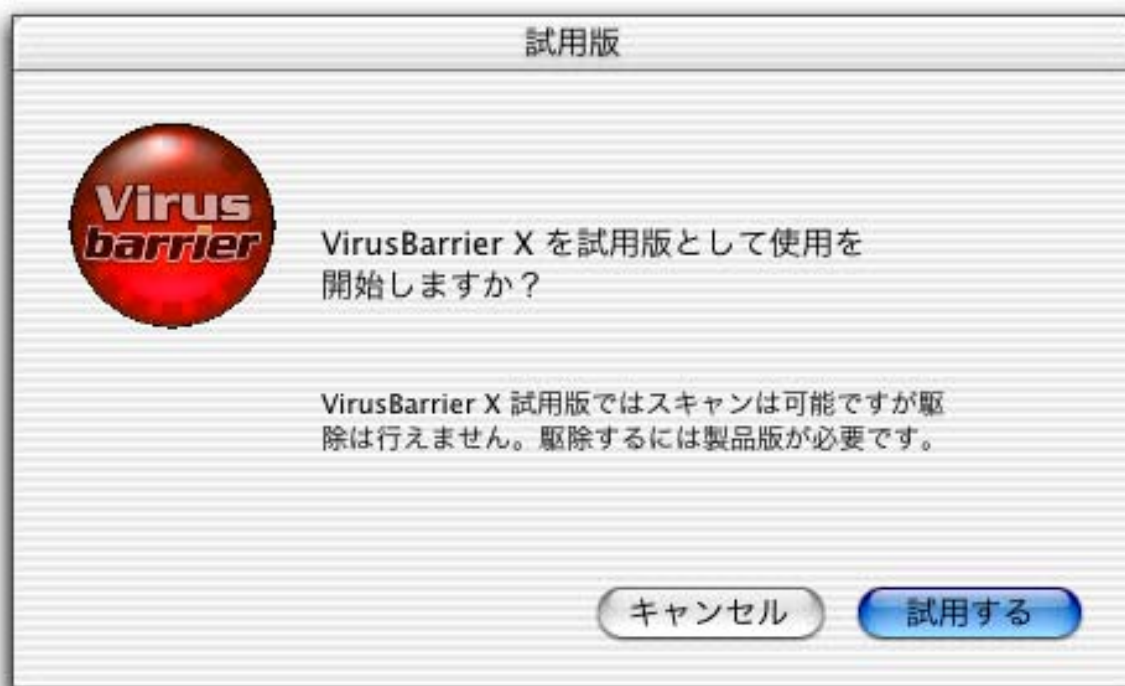 試用版
Virus
barrier
VirusBarrier X を試用版として使用を
開始しますか？
VirusBarrier X 試用版ではスキャンは可能ですが駆
除は行えません。駆除するには製品版が必要です。
キャンセル
試用する